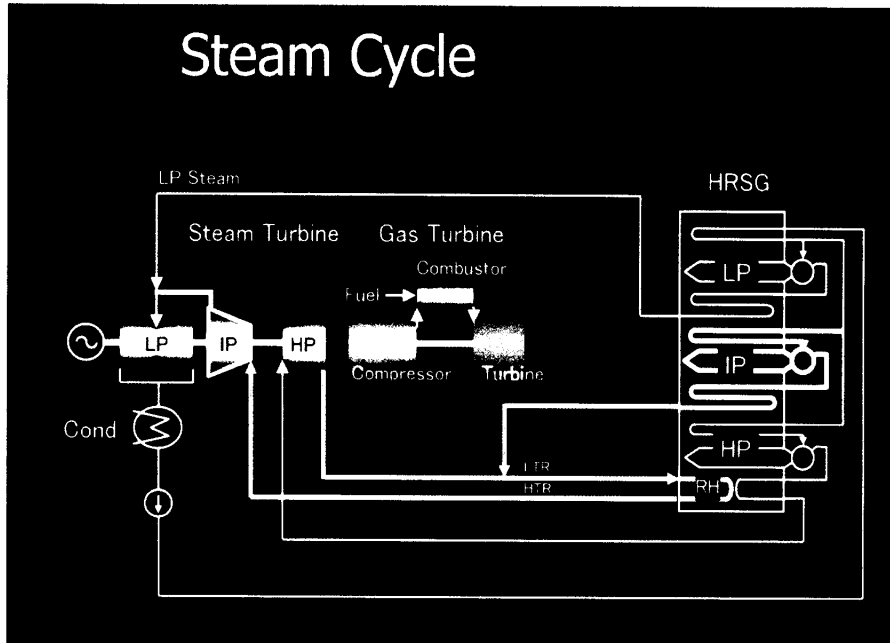 Steam Cycle
LP Steam
HRSG
Steam Turbine
Gas Turbine
Combustor
Fuel
LP
IP
HP
Compressor
Turbine
Cond
LP
IP
HP
LTR
HTR
RH